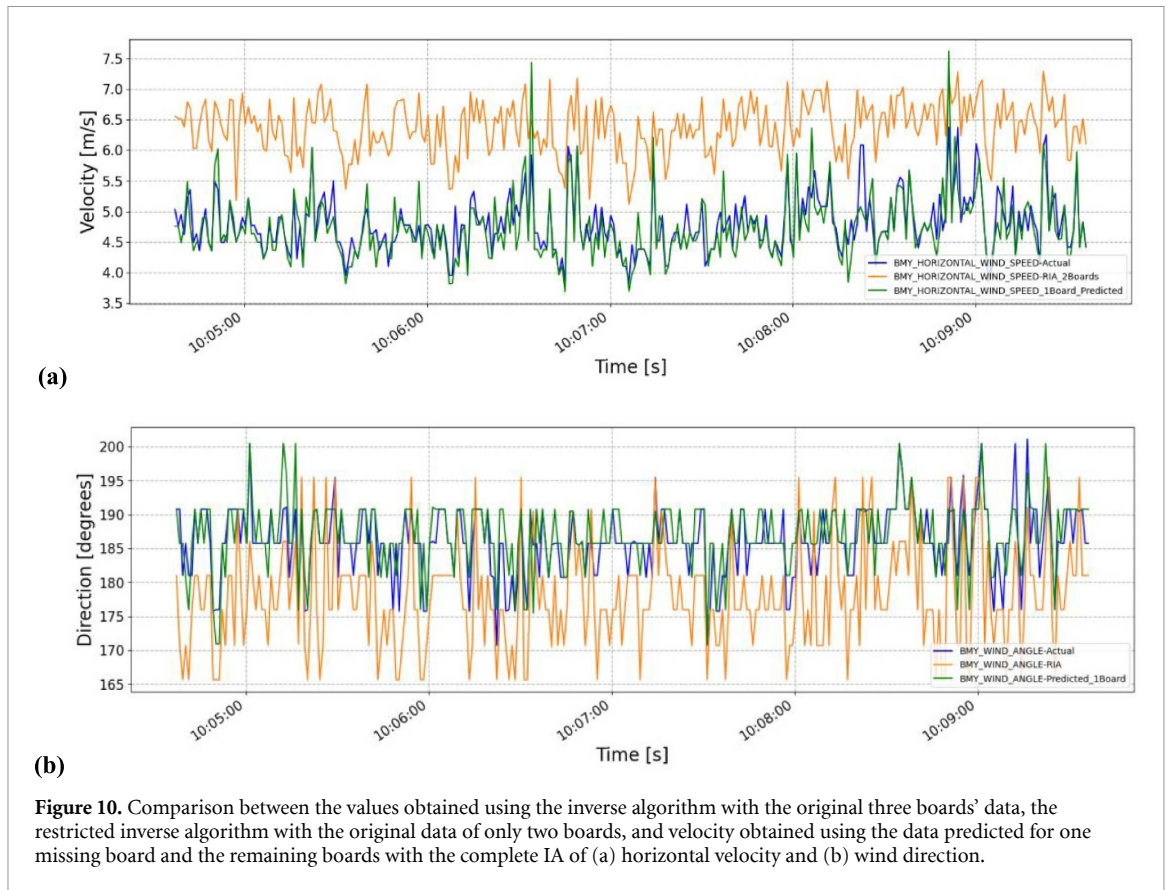 7.5
7.0
6.5
6.0
5.5
5.0
4.5
4.0
3.5
Velocity [m/s]
BMY_HORIZONTAL_WIND_SPEED-Actual
BMY_HORIZONTAL_WIND_SPEED-RIA_2Boards
BMY_HORIZONTAL_WIND_SPEED_1Board_Predicted
10:05:00
10:06:00
10:07:00
10:08:00
10:09:00
Time [s]
(a)
200
195
190
185
180
175
170
165
Direction [degrees]
BMY_WIND_ANGLE-Actual
BMY_WIND_ANGLE-RIA
BMY_WIND_ANGLE-Predicted_1Board
10:05:00
10:06:00
10:07:00
10:08:00
10:09:00
Time [s]
(b)
Figure 10. Comparison between the values obtained using the inverse algorithm with the original three boards' data, the
restricted inverse algorithm with the original data of only two boards, and velocity obtained using the data predicted for one
missing board and the remaining boards with the complete IA of (a) horizontal velocity and (b) wind direction.